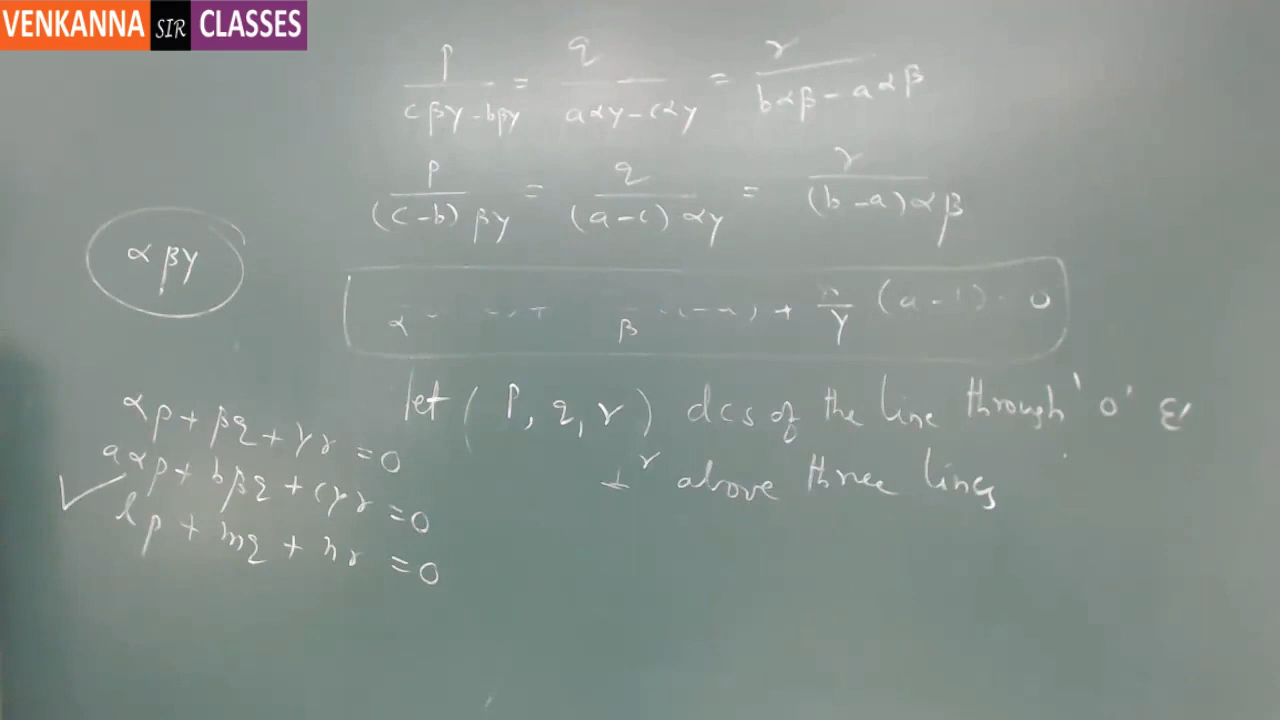 VENKANNA SIR CLASSES
p/(cβγ - bβγ) = q/(aαγ - cαγ) = r/(bαβ - aαβ)
p/((c-b) βγ) = q/((a-c) αγ) = r/((b-a) αβ)
αβγ
α β + n/γ (a - b) = 0
let (p, q, r) dcs of the line through 'o' &
⊥r above three lines
αp + βq + γr = 0
aαp + bβq + cγr = 0
✓ lp + mq + nr = 0